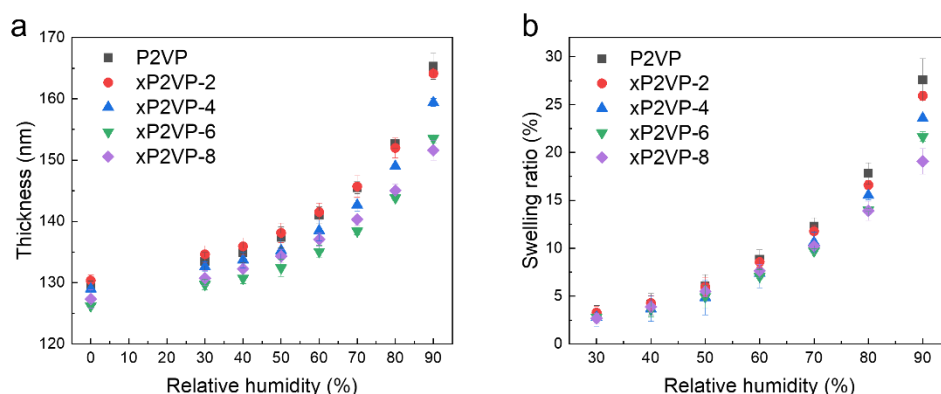 a
170
160
150
140
130
120
Thickness (nm)
P2VP
xP2VP-2
xP2VP-4
xP2VP-6
xP2VP-8
0 10 20 30 40 50 60 70 80 90
Relative humidity (%)
b
30
25
20
15
10
5
0
Swelling ratio (%)
P2VP
xP2VP-2
xP2VP-4
xP2VP-6
xP2VP-8
30 40 50 60 70 80 90
Relative humidity (%)